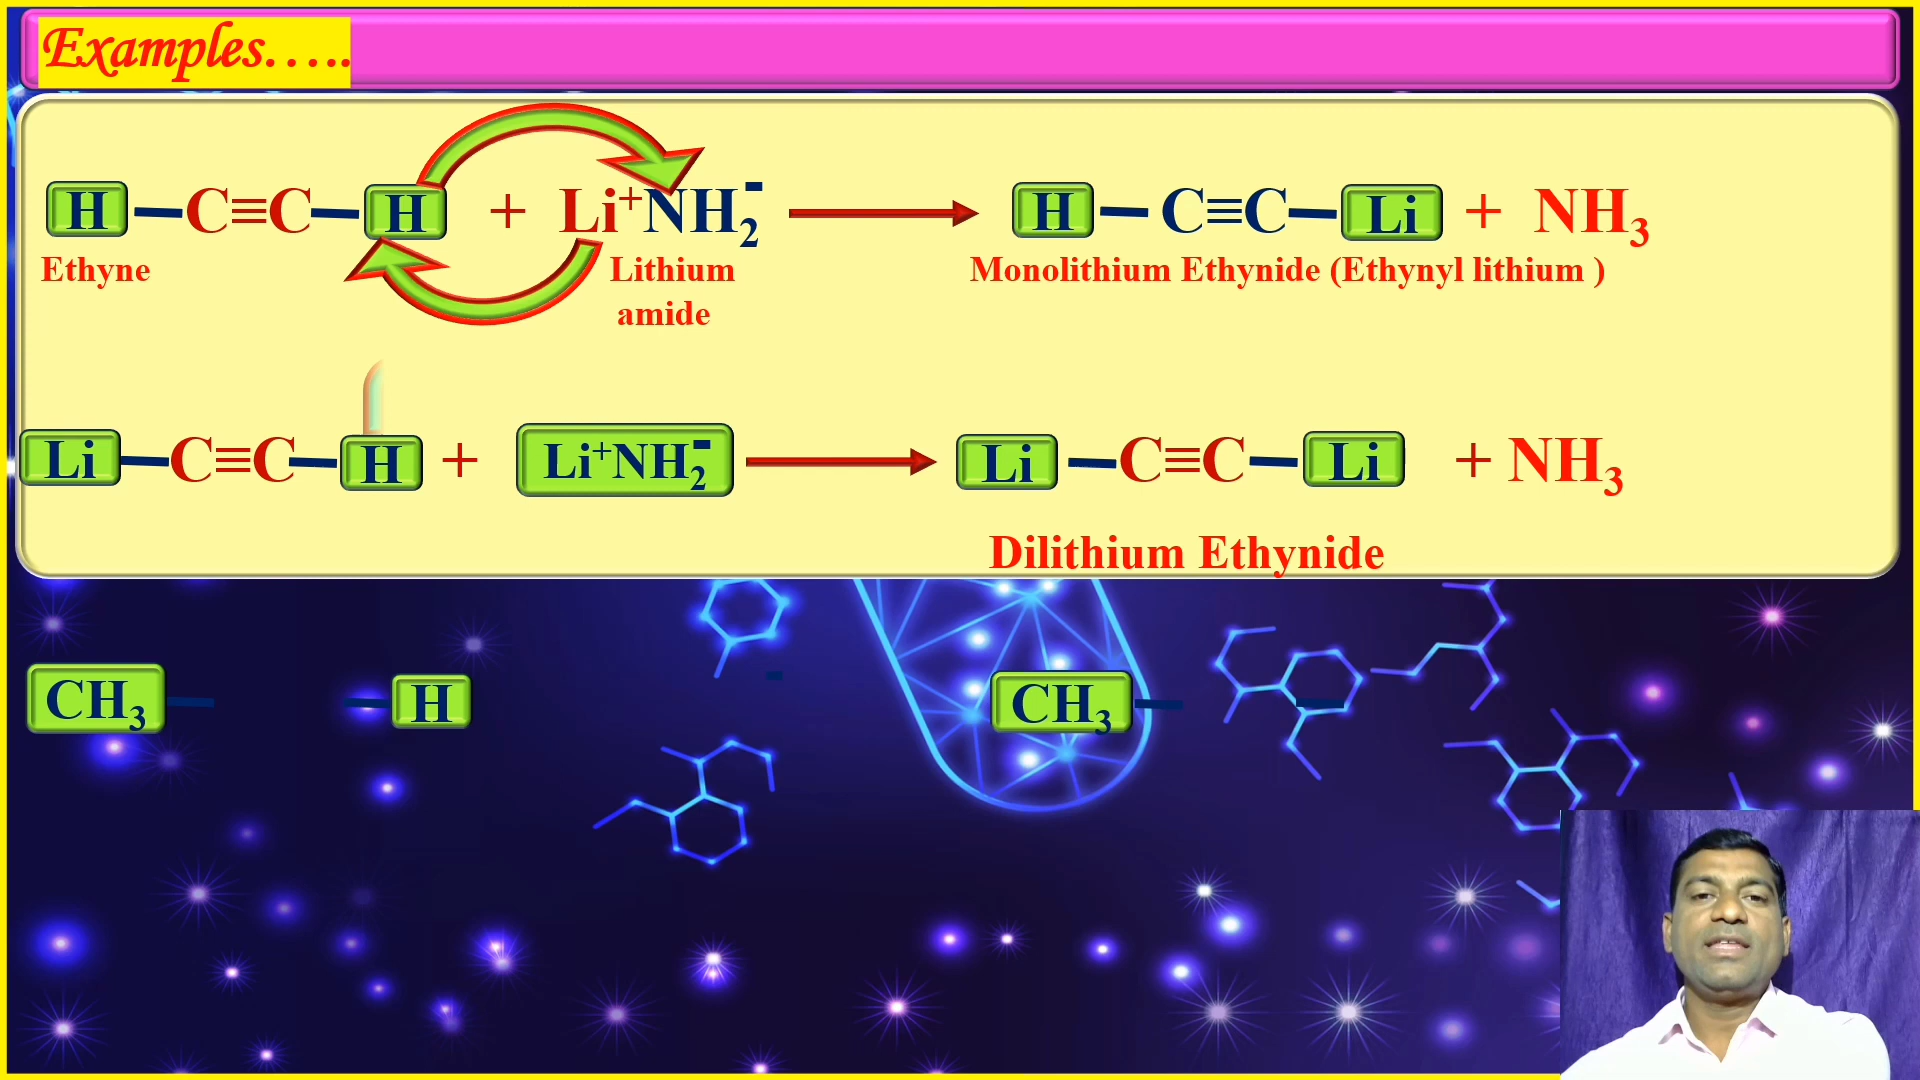 Examples.....
H—C≡C—H + Li⁺NH₂⁻ → H—C≡C—Li + NH₃
Ethyne Lithium amide Monolithium Ethynide (Ethynyl lithium )
Li—C≡C—H + Li⁺NH₂⁻ → Li—C≡C—Li + NH₃
Dilithium Ethynide
CH₃— —H CH₃—